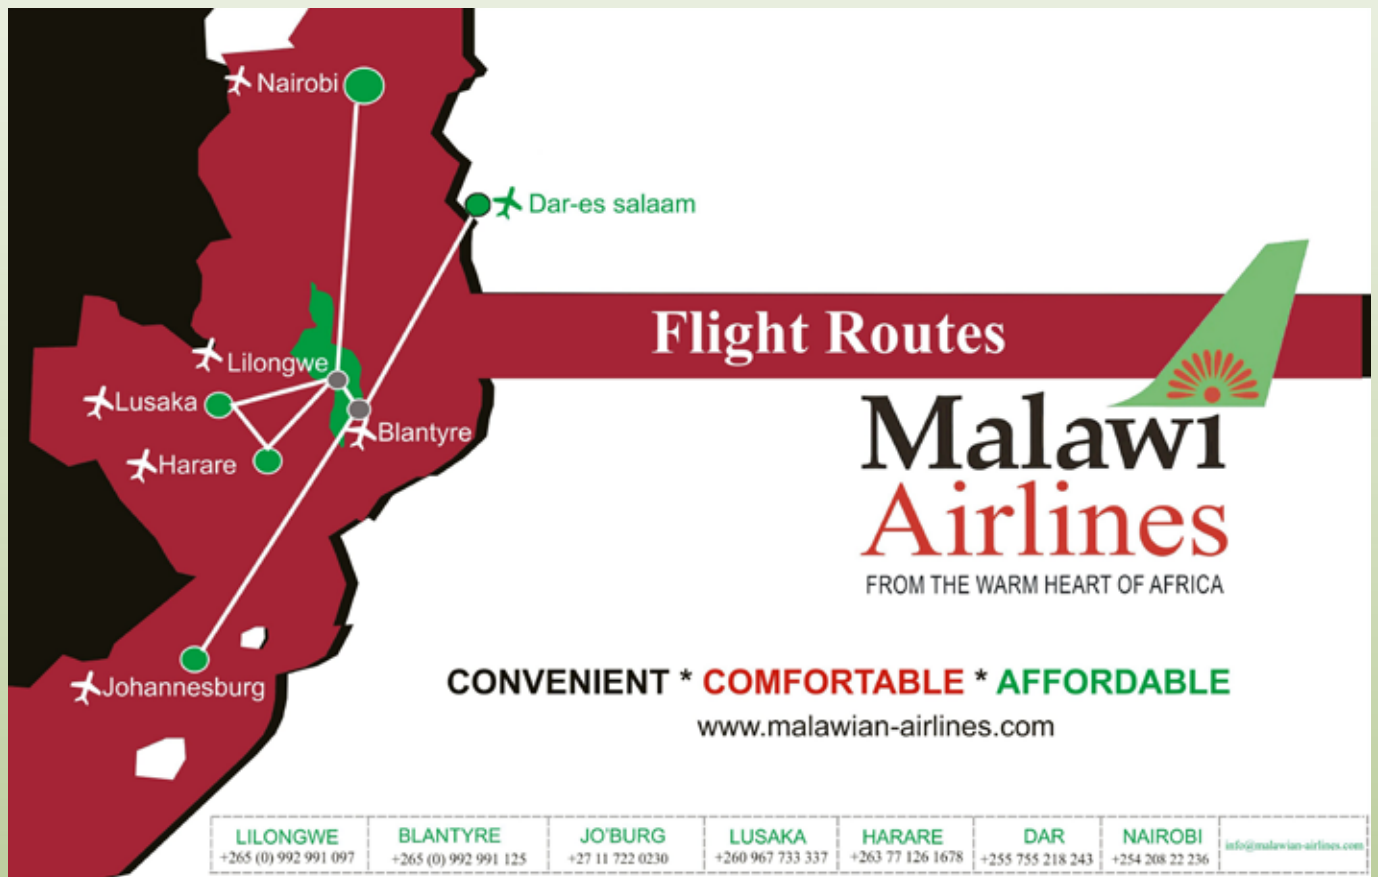 Nairobi
Dar-es salaam
Flight Routes
Lilongwe
Lusaka
Blantyre
Harare
Malawi
Airlines
FROM THE WARM HEART OF AFRICA
Johannesburg
CONVENIENT * COMFORTABLE * AFFORDABLE
www.malawian-airlines.com
LILONGWE
+265 (0) 992 991 097
BLANTYRE
+265 (0) 992 991 125
JO'BURG
+27 11 722 0230
LUSAKA
+260 967 733 337
HARARE
+263 77 126 1678
DAR
+255 755 218 243
NAIROBI
+254 208 22 236
info@malawian-airlines.com